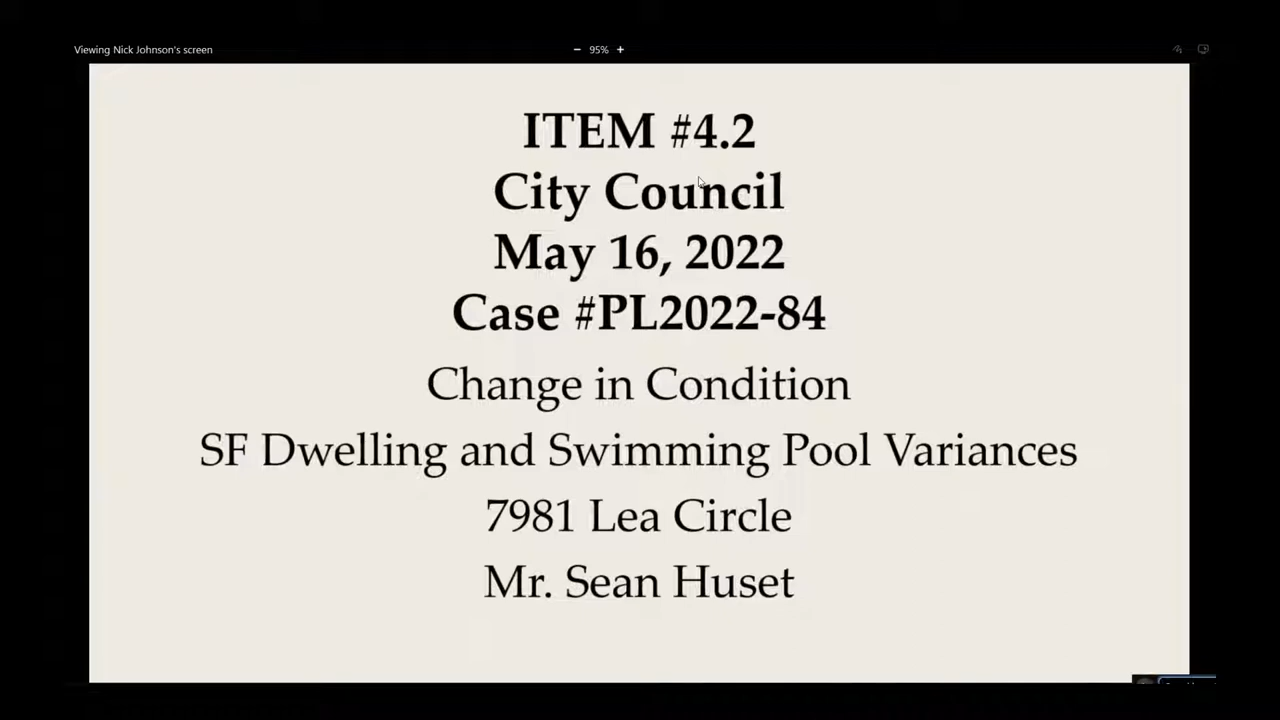 Viewing Nick Johnson's screen
− 95% +
ITEM #4.2
City Council
May 16, 2022
Case #PL2022-84
Change in Condition
SF Dwelling and Swimming Pool Variances
7981 Lea Circle
Mr. Sean Huset